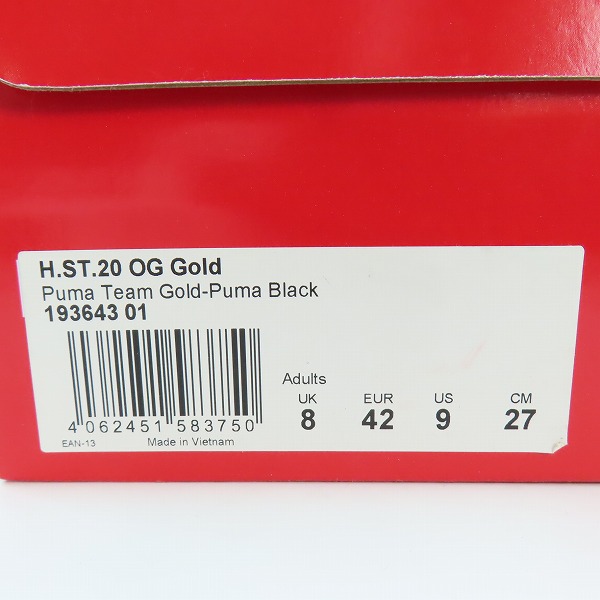 H.ST.20 OG Gold
Puma Team Gold-Puma Black
193643 01
Adults
UK EUR US CM
8 42 9 27
4 062451 583750
EAN-13 Made in Vietnam